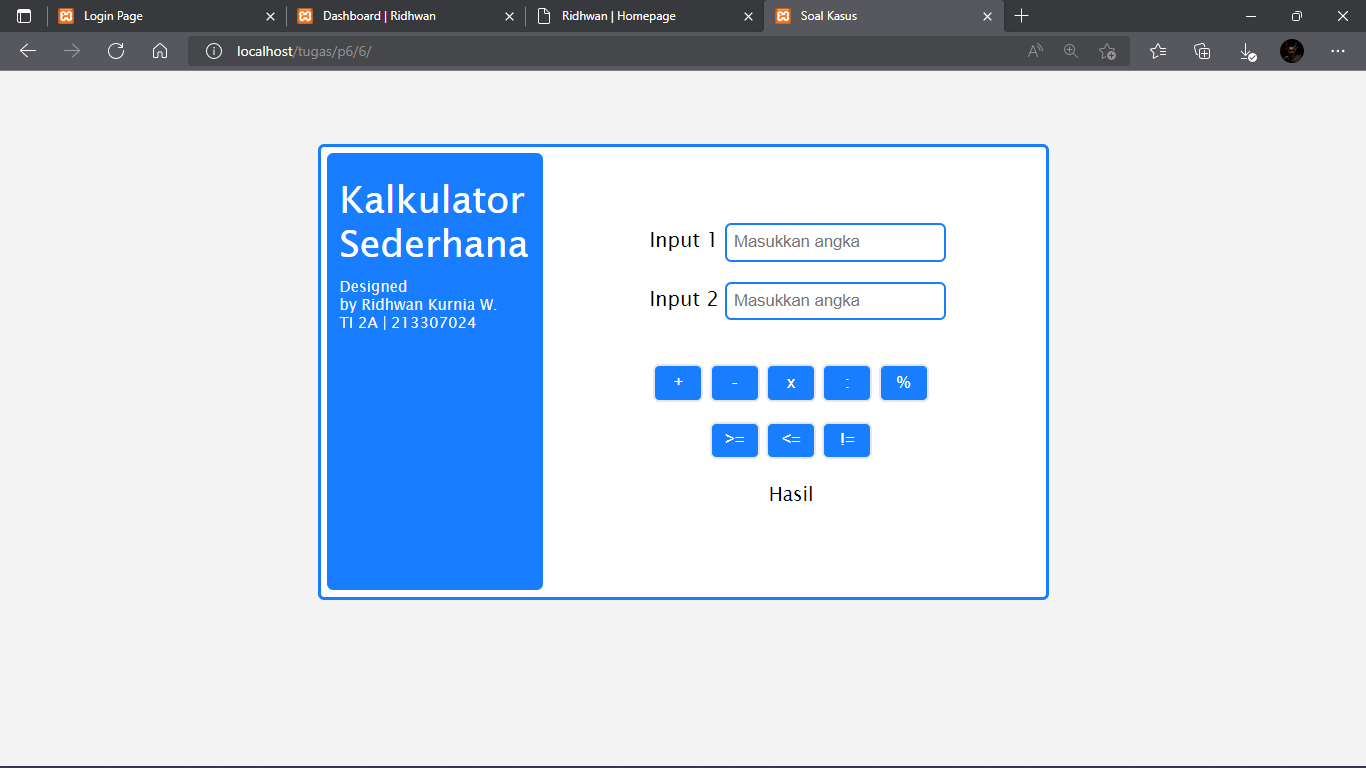 Login Page
Dashboard | Ridhwan
Ridhwan | Homepage
Soal Kasus
localhost/tugas/p6/6/
Kalkulator
Sederhana
Designed
by Ridhwan Kurnia W.
TI 2A | 213307024
Input 1 Masukkan angka
Input 2 Masukkan angka
+ - x : %
>= <= !=
Hasil